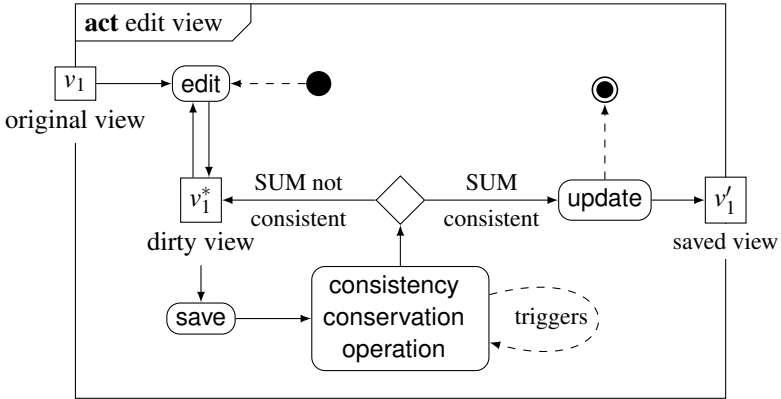 act edit view
v₁
edit
original view
SUM not
SUM
v₁*
consistent
consistent
update
v₁′
dirty view
saved view
consistency
save
conservation
triggers
operation